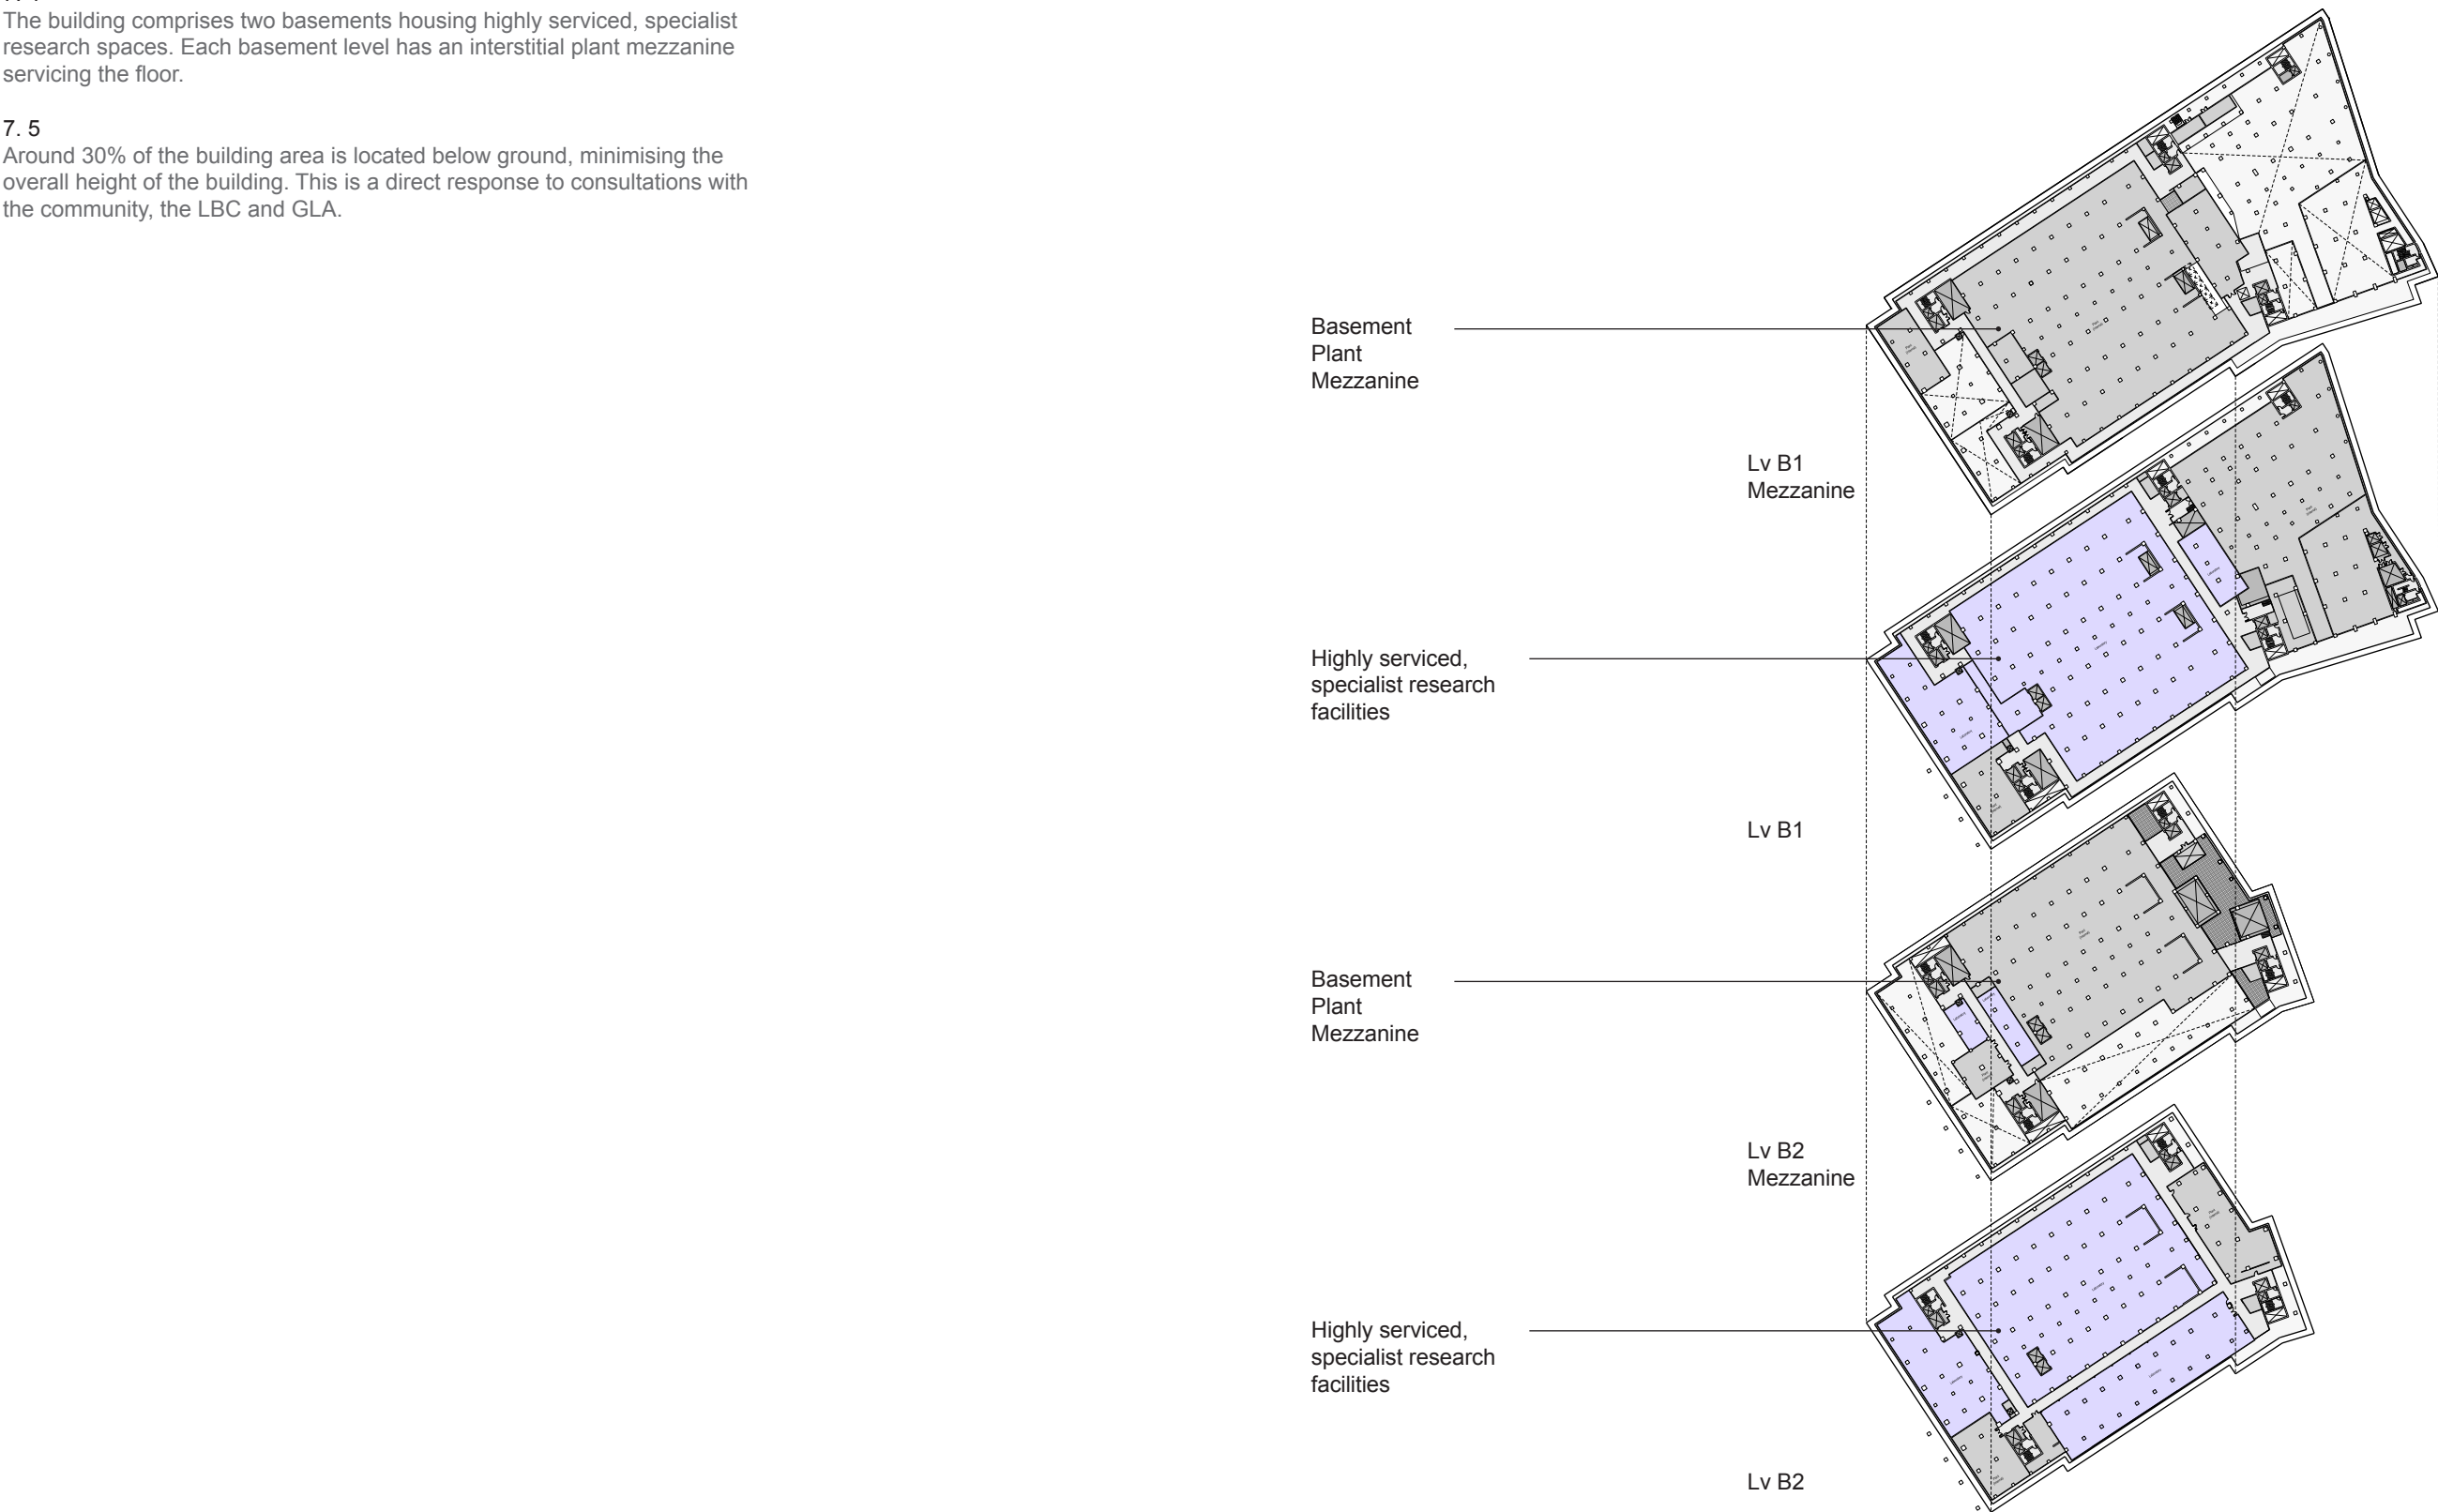 The building comprises two basements housing highly serviced, specialist
research spaces. Each basement level has an interstitial plant mezzanine
servicing the floor.
7. 5
Around 30% of the building area is located below ground, minimising the
overall height of the building. This is a direct response to consultations with
the community, the LBC and GLA.
Basement
Plant
Mezzanine
Lv B1
Mezzanine
Highly serviced,
specialist research
facilities
Lv B1
Basement
Plant
Mezzanine
Lv B2
Mezzanine
Highly serviced,
specialist research
facilities
Lv B2